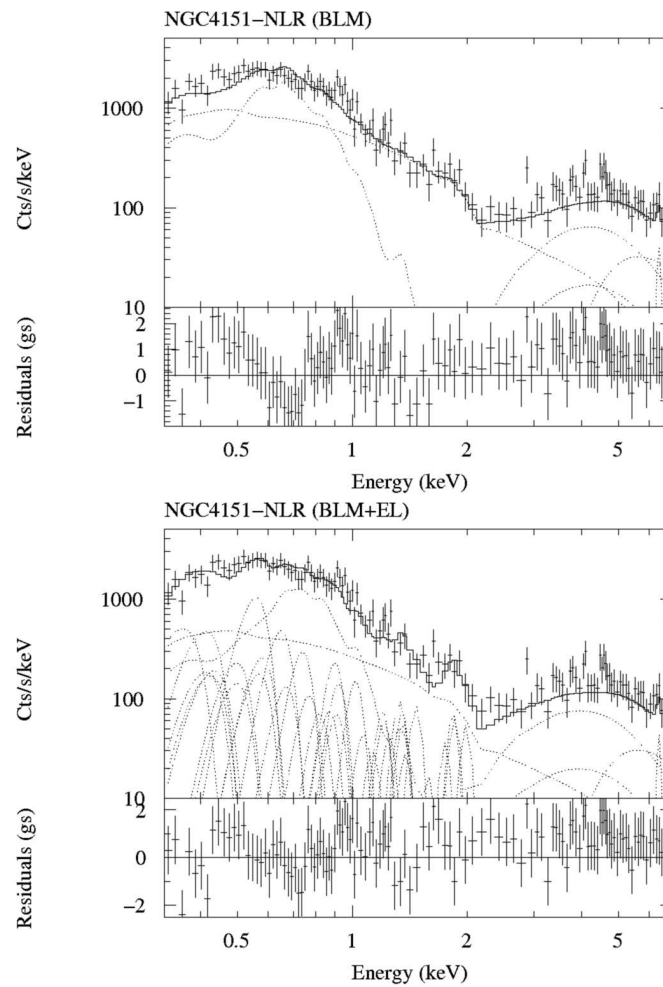 NGC4151−NLR (BLM)
Cts/s/keV
1000
100
10
Residuals (gs)
2
1
0
−1
0.5
1
2
5
Energy (keV)
NGC4151−NLR (BLM+EL)
Cts/s/keV
1000
100
10
Residuals (gs)
2
0
−2
0.5
1
2
5
Energy (keV)